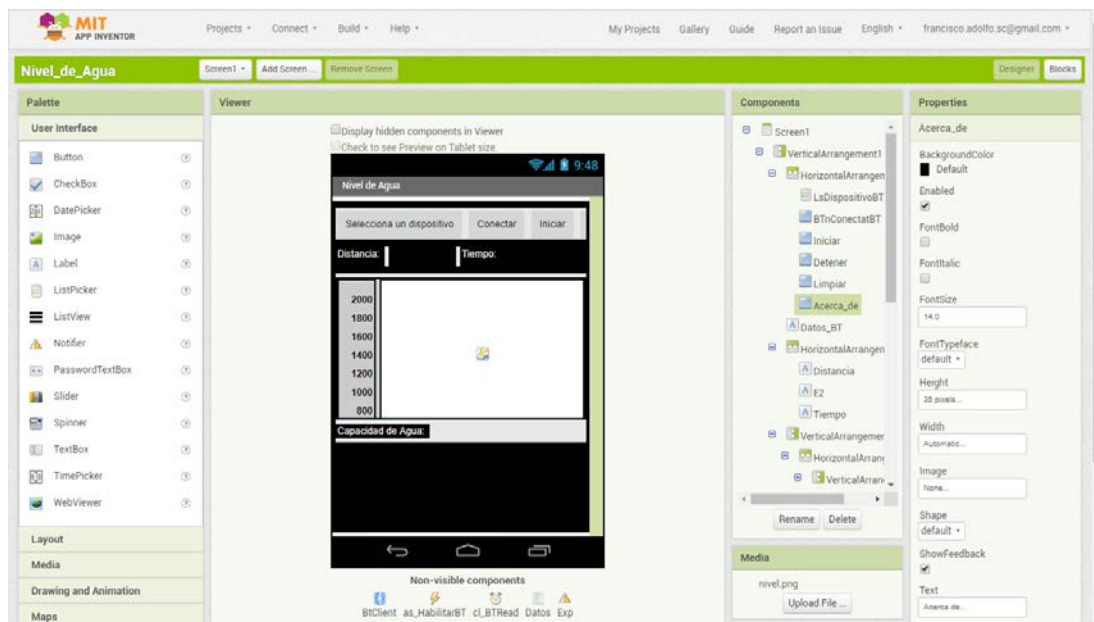 MIT
APP INVENTOR
Projects Connect Build Help My Projects Gallery Guide Report an Issue English francisco.adolfo.sc@gmail.com
Nivel_de_Agua Screen1 Add Screen ... Remove Screen Designer Blocks
Palette
User Interface
Button
CheckBox
DatePicker
Image
Label
ListPicker
ListView
Notifier
PasswordTextBox
Slider
Spinner
TextBox
TimePicker
WebViewer
Layout
Media
Drawing and Animation
Maps
Viewer
Display hidden components in Viewer
Check to see Preview on Tablet size.
9:48
Nivel de Agua
Selecciona un dispositivo Conectar Iniciar
Distancia: Tiempo:
2000
1800
1600
1400
1200
1000
800
Capacidad de Agua:
Non-visible components
BtClient as_HabilitarBT cl_BTRead Datos Exp
Components
Screen1
VerticalArrangement1
HorizontalArrangen
LsDispositivoBT
BTnConectatBT
Iniciar
Detener
Limpiar
Acerca_de
Datos_BT
HorizontalArrangen
Distancia
E2
Tiempo
VerticalArrangemer
HorizontalArran
VerticalArran
Rename Delete
Media
nivel.png
Upload File ...
Properties
Acerca_de
BackgroundColor
Default
Enabled
FontBold
FontItalic
FontSize
14.0
FontTypeface
default
Height
35 pixels...
Width
Automatic...
Image
None...
Shape
default
ShowFeedback
Text
Acerca de...